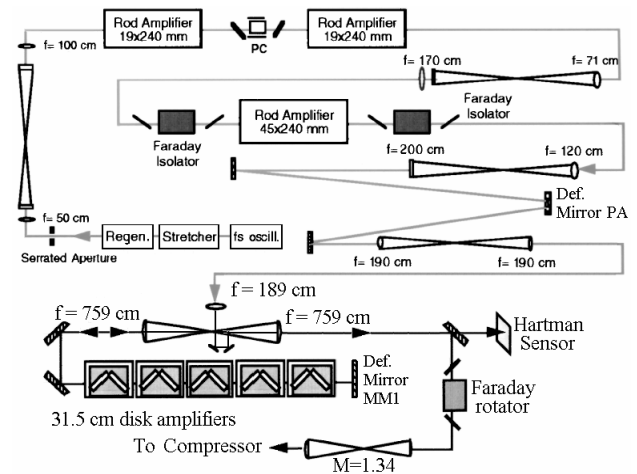 Rod Amplifier
19x240 mm
PC
Rod Amplifier
19x240 mm
f= 100 cm
f= 170 cm
f= 71 cm
Faraday
Isolator
Rod Amplifier
45x240 mm
Faraday
Isolator
f=200 cm
f= 120 cm
Def.
Mirror PA
f= 50 cm
Regen.
Stretcher
fs oscill.
Serrated Aperture
f= 190 cm
f= 190 cm
f = 189 cm
f = 759 cm
f = 759 cm
Hartman
Sensor
Def.
Mirror
MM1
Faraday
rotator
31.5 cm disk amplifiers
To Compressor
M=1.34